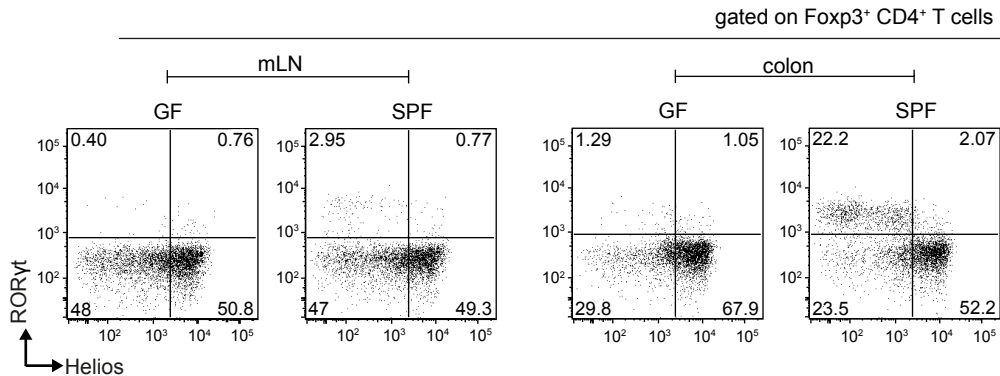 gated on Foxp3⁺ CD4⁺ T cells
mLN
colon
GF
SPF
GF
SPF
0.40 0.76
2.95 0.77
1.29 1.05
22.2 2.07
10⁵
10⁴
10³
10²
10⁵
10⁴
10³
10²
10⁵
10⁴
10³
10²
10⁵
10⁴
10³
10²
48 50.8
47 49.3
29.8 67.9
23.5 52.2
10² 10³ 10⁴ 10⁵
10² 10³ 10⁴ 10⁵
10² 10³ 10⁴ 10⁵
10² 10³ 10⁴ 10⁵
RORγt
Helios